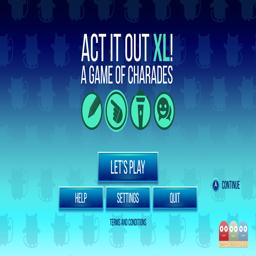 ACT IT OUT XL!
A GAME OF CHARADES
LET'S PLAY
HELP
SETTINGS
QUIT
A CONTINUE
TERMS AND CONDITIONS